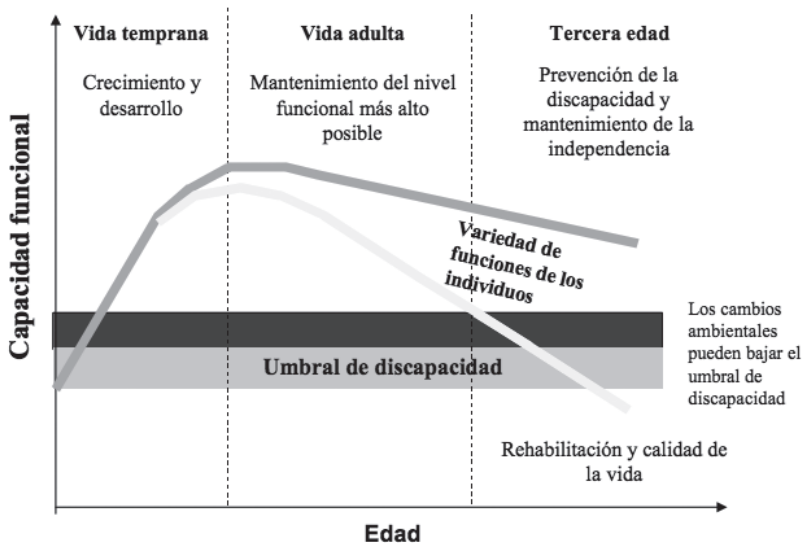 Vida temprana
Crecimiento y
desarrollo
Vida adulta
Mantenimiento del nivel
funcional más alto
posible
Tercera edad
Prevención de la
discapacidad y
mantenimiento de la
independencia
Capacidad funcional
Variedad de
funciones de los
individuos
Umbral de discapacidad
Los cambios
ambientales
pueden bajar el
umbral de
discapacidad
Rehabilitación y calidad de
la vida
Edad